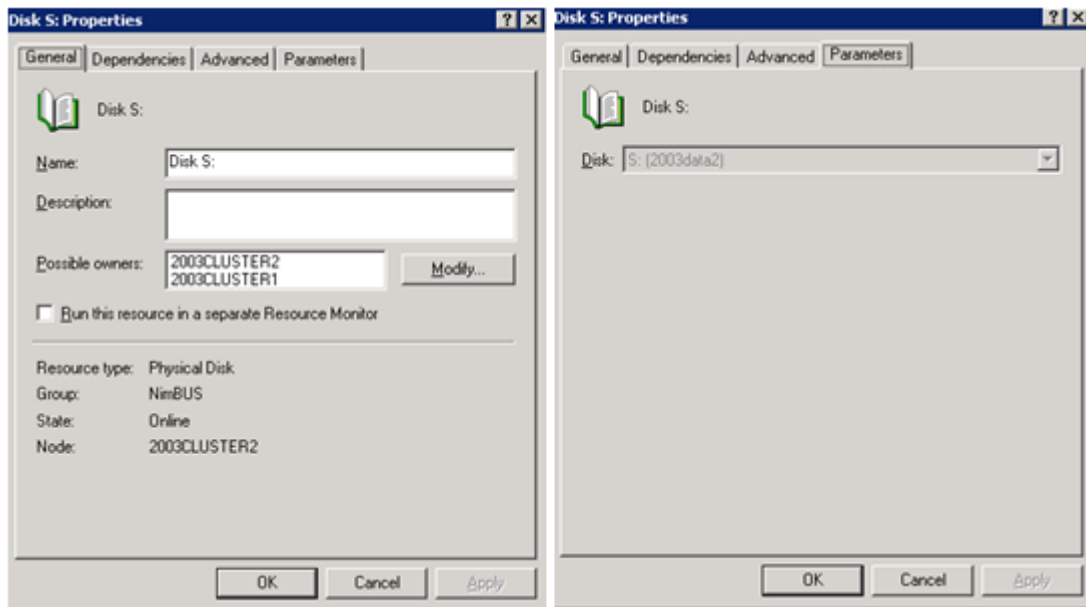 Disk S: Properties
General Dependencies Advanced Parameters
Disk S:
Name: Disk S:
Description:
Possible owners: 2003CLUSTER2
2003CLUSTER1
Modify...
Run this resource in a separate Resource Monitor
Resource type: Physical Disk
Group: NimBUS
State: Online
Node: 2003CLUSTER2
OK Cancel Apply
Disk S: Properties
General Dependencies Advanced Parameters
Disk S:
Disk: S: (2003data2)
OK Cancel Apply